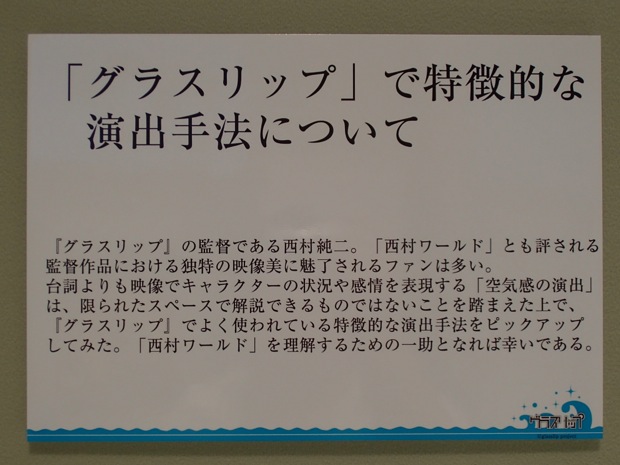 「グラスリップ」で特徴的な
演出手法について
『グラスリップ』の監督である西村純二。「西村ワールド」とも評される
監督作品における独特の映像美に魅了されるファンは多い。
台詞よりも映像でキャラクターの状況や感情を表現する「空気感の演出」
は、限られたスペースで解説できるものではないことを踏まえた上で、
『グラスリップ』でよく使われている特徴的な演出手法をピックアップ
してみた。「西村ワールド」を理解するための一助となれば幸いである。
グラスリップ